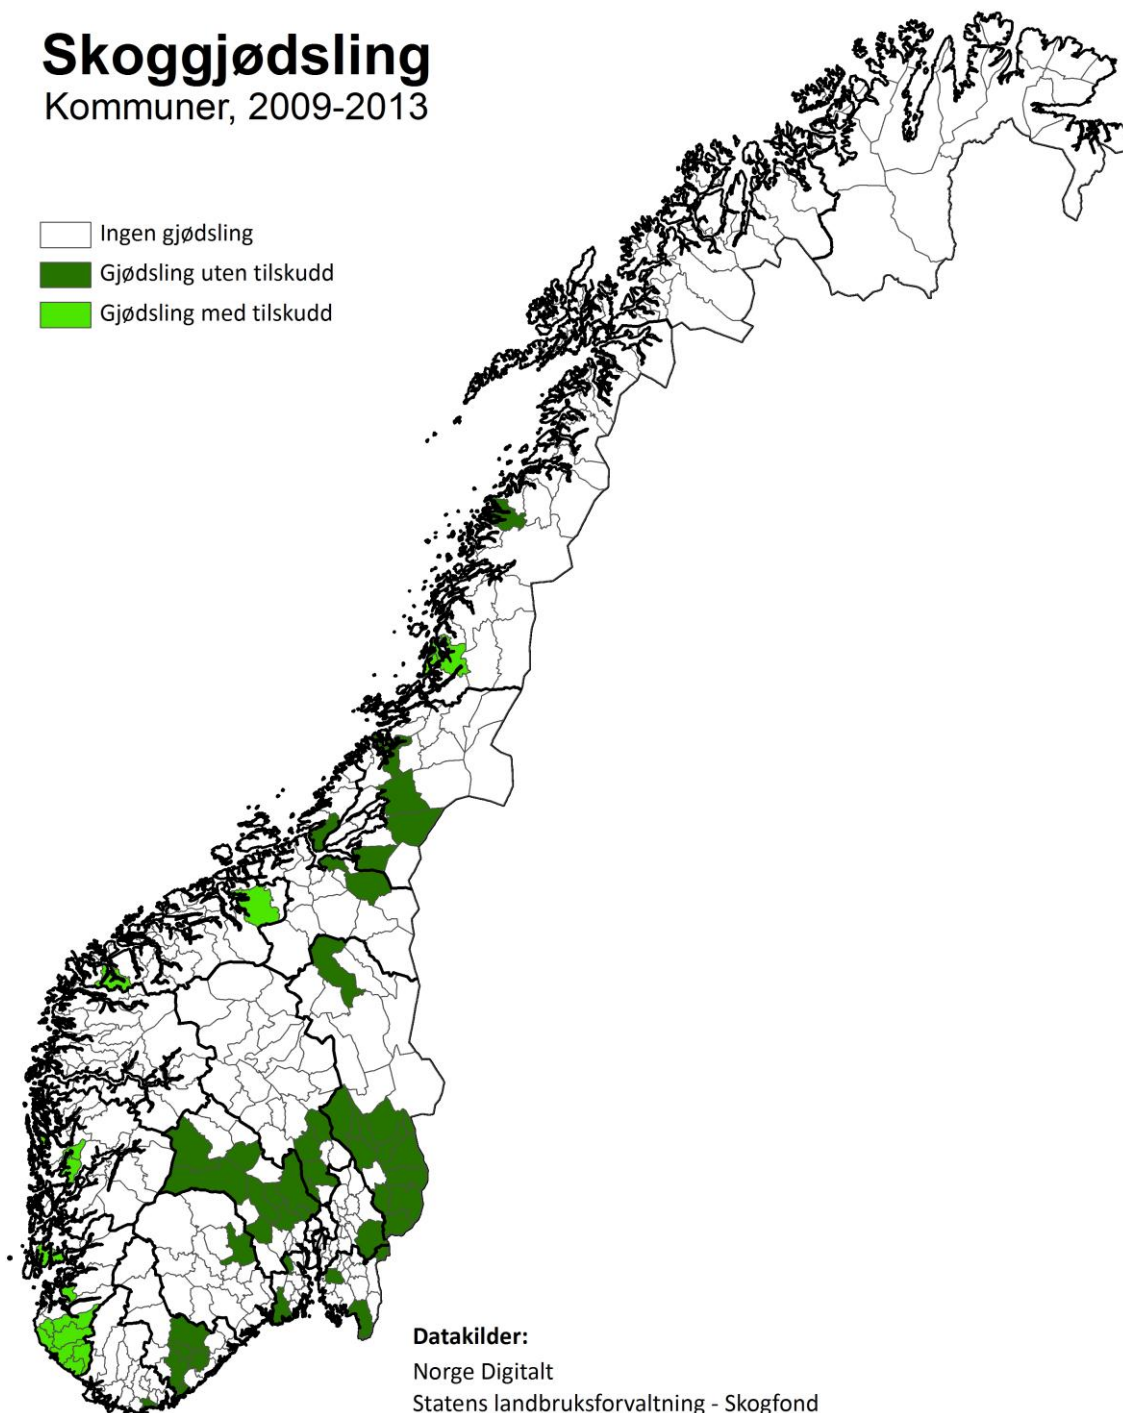 Skoggjødsling
Kommuner, 2009-2013
Ingen gjødsling
Gjødsling uten tilskudd
Gjødsling med tilskudd
Datakilder:
Norge Digitalt
Statens landbruksforvaltning - Skogfond